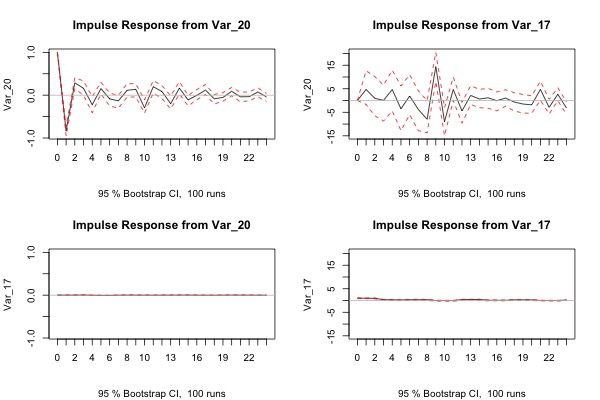 Impulse Response from Var_20
Impulse Response from Var_17
Var_20
1.0
0.0
-1.0
0 2 4 6 8 10 13 16 19 22
95 % Bootstrap CI, 100 runs
Var_20
15
5
-5
-15
0 2 4 6 8 10 13 16 19 22
95 % Bootstrap CI, 100 runs
Impulse Response from Var_20
Impulse Response from Var_17
Var_17
1.0
0.0
-1.0
0 2 4 6 8 10 13 16 19 22
95 % Bootstrap CI, 100 runs
Var_17
15
5
-5
-15
0 2 4 6 8 10 13 16 19 22
95 % Bootstrap CI, 100 runs